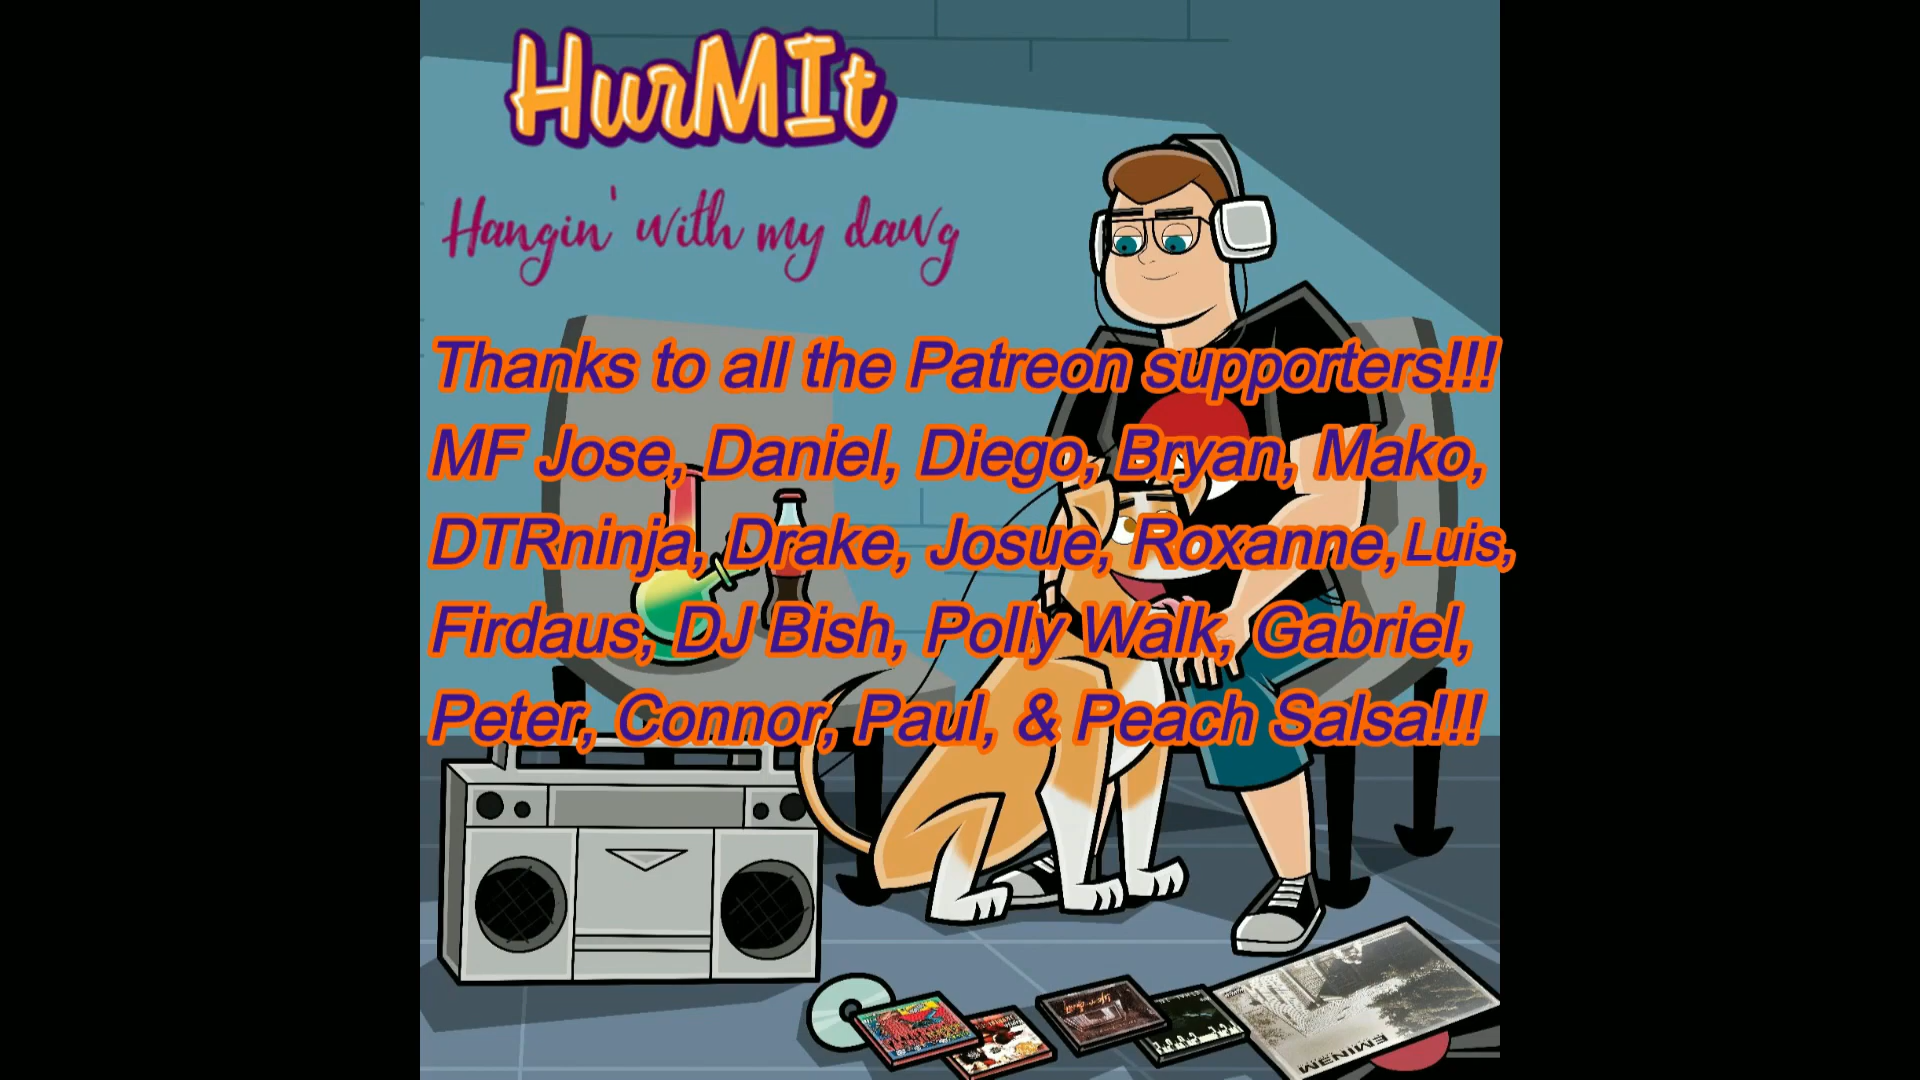 HurMIt
Hangin' with my dawg
Thanks to all the Patreon supporters!!!
MF Jose, Daniel, Diego, Bryan, Mako,
DTRninja, Drake, Josue, Roxanne, Luis,
Firdaus, DJ Bish, Polly Walk, Gabriel,
Peter, Connor, Paul, & Peach Salsa!!!
EMINEM